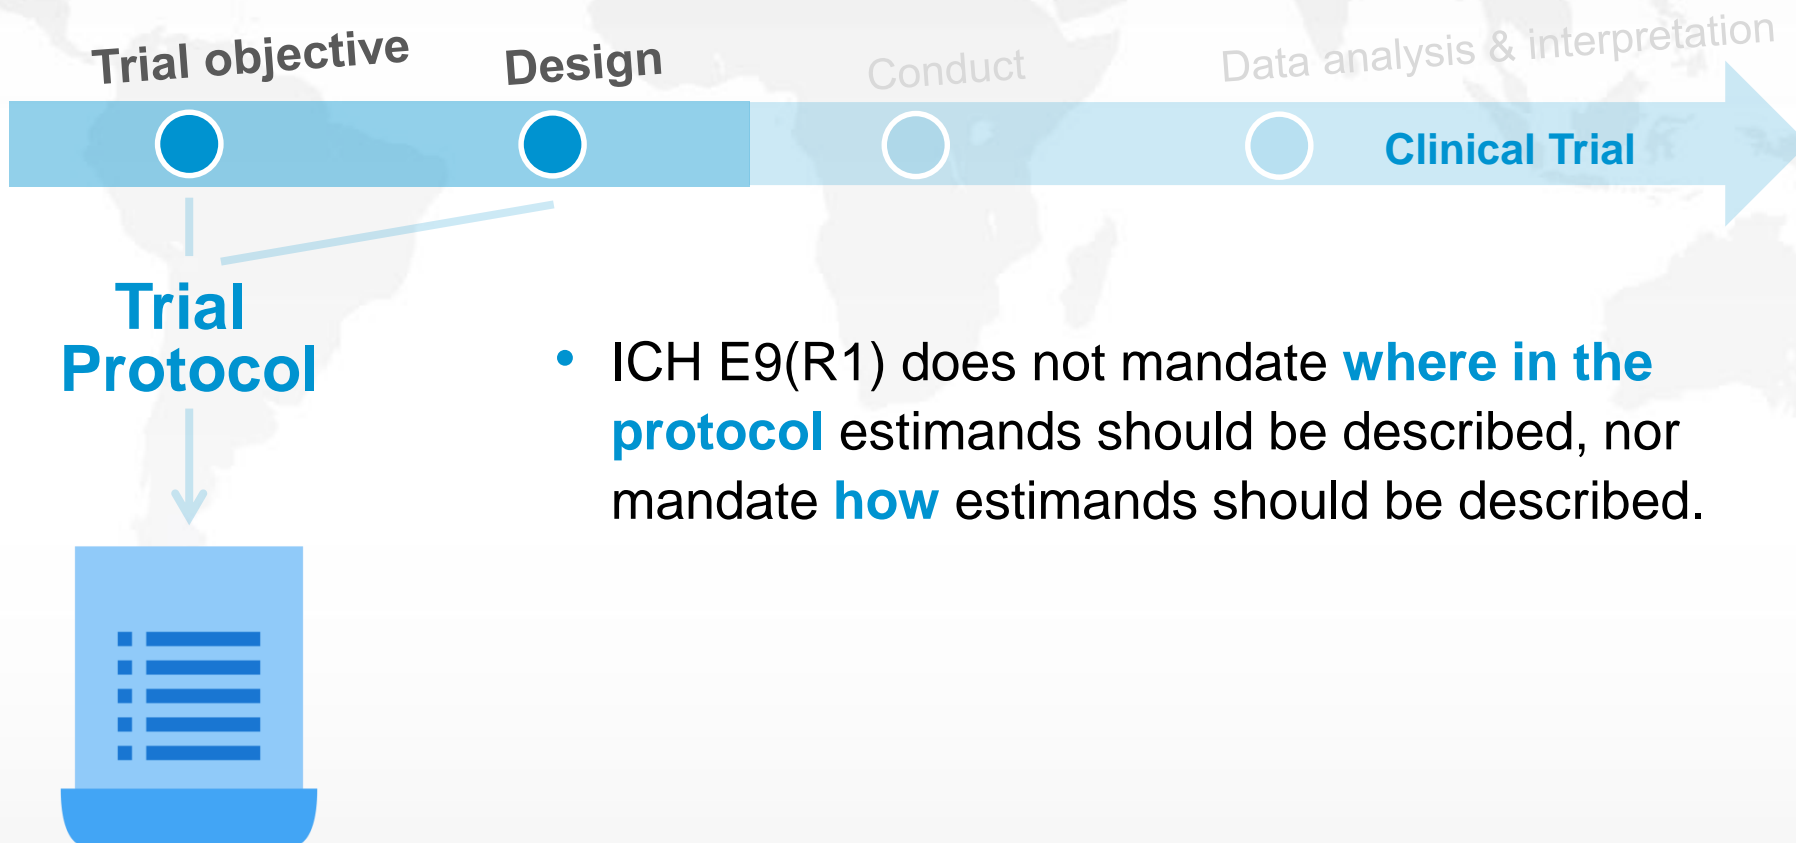 Trial objective
Design
Conduct
Data analysis & interpretation
Clinical Trial
Trial
Protocol
• ICH E9(R1) does not mandate where in the
protocol estimands should be described, nor
mandate how estimands should be described.